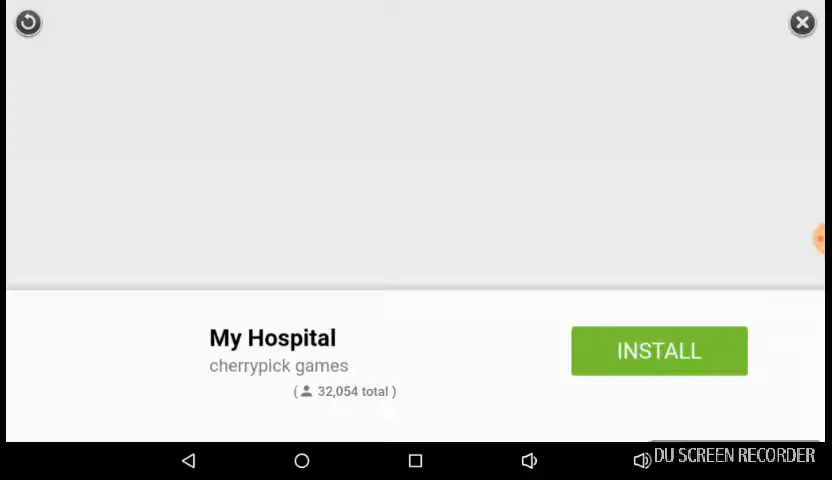 My Hospital
INSTALL
cherrypick games
( 32,054 total )
DU SCREEN RECORDER